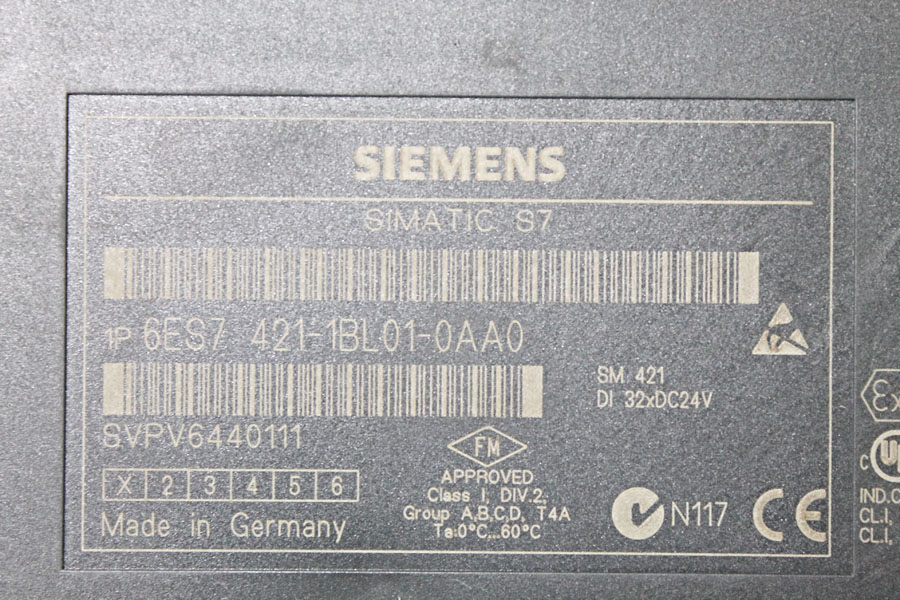 SIEMENS
SIMATIC S7
1P 6ES7 421-1BL01-0AA0
SM 421
DI 32xDC24V
SVPV6440111
X 2 3 4 5 6
Made in Germany
FM
APPROVED
Class I, DIV.2,
Group A,B,C,D, T4A
Ta:0°C...60°C
N117
CE
Ex
c
IND.C
CL.I,
CL.I,